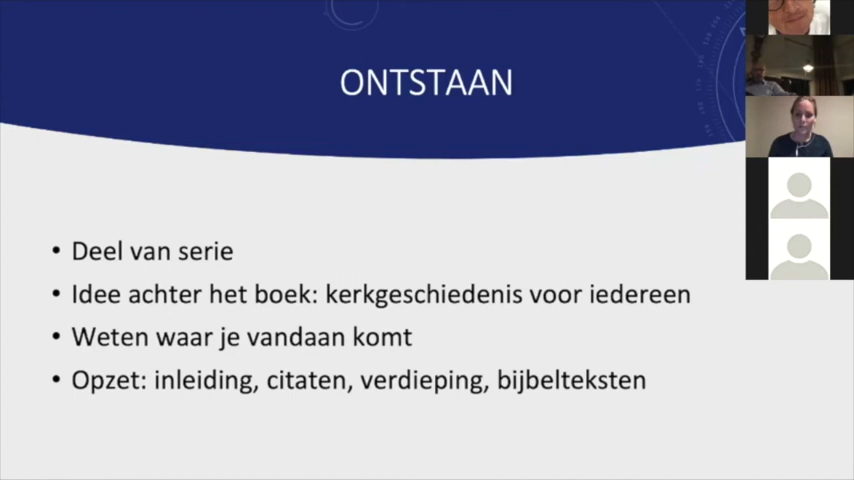 ONTSTAAN
• Deel van serie
• Idee achter het boek: kerkgeschiedenis voor iedereen
• Weten waar je vandaan komt
• Opzet: inleiding, citaten, verdieping, bijbelteksten